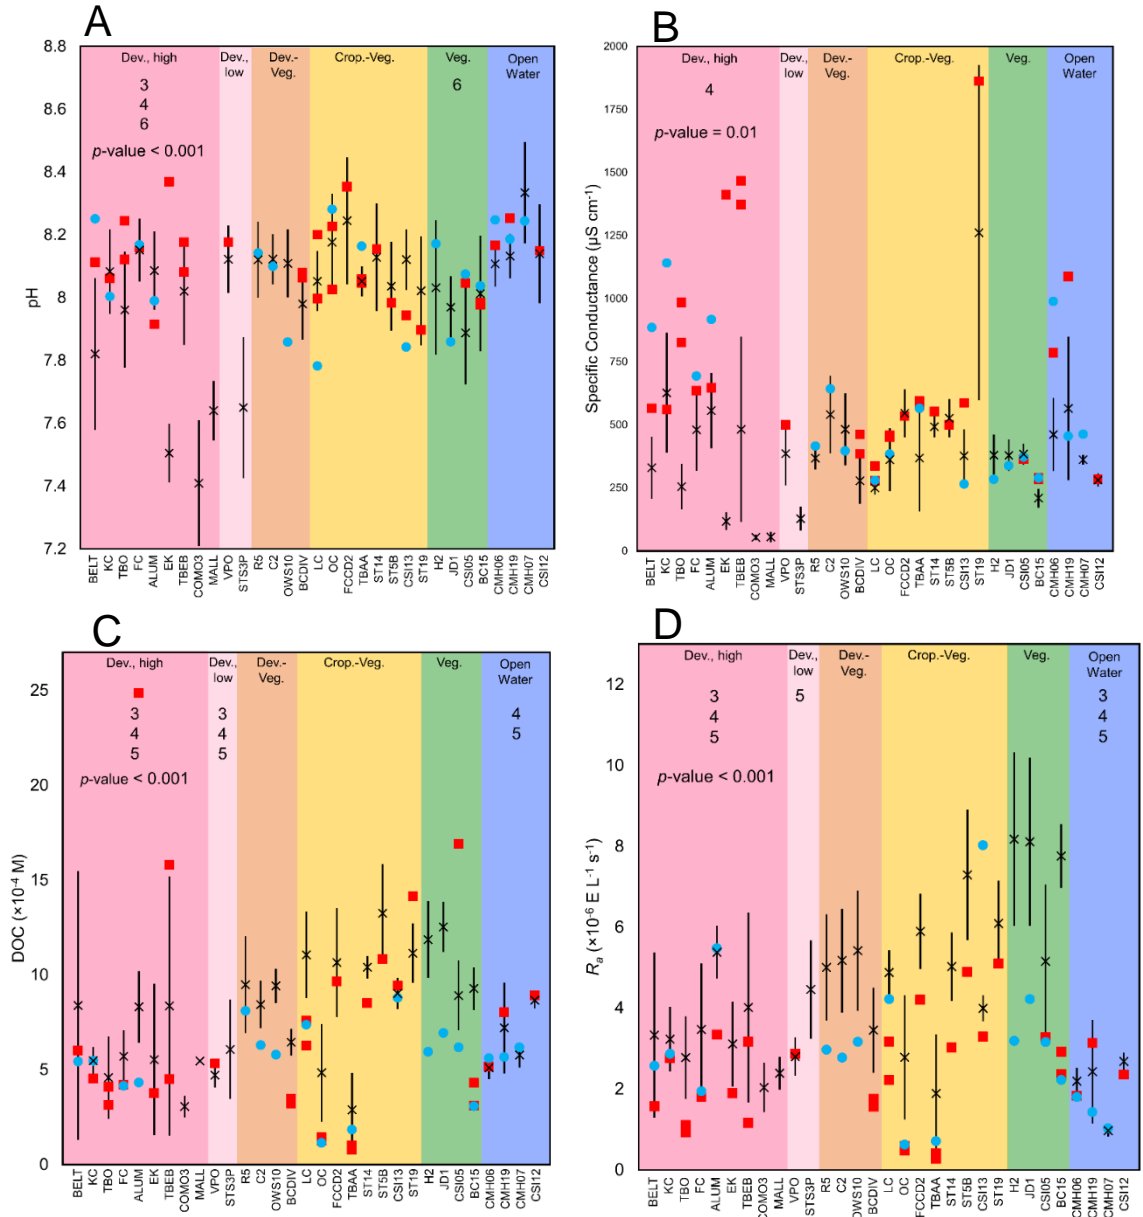 A
8.8
8.6
8.4
8.2
8
7.8
7.6
7.4
7.2
pH
Dev., high
3
4
6
p-value < 0.001
Dev.,
low
Dev.-
Veg.
Crop.-Veg.
Veg.
6
Open
Water
BELT
KC
TBO
FC
ALUM
EK
TBEB
COMO3
MALL
VPO
STS3P
R5
C2
OWS10
BCDIV
LC
OC
FCCD2
TBAA
ST14
ST5B
CSI13
ST19
H2
JD1
CSI05
BC15
CMH06
CMH19
CMH07
CSI12
B
2000
1750
1500
1250
1000
750
500
250
0
Specific Conductance (µS cm⁻¹)
Dev., high
4
p-value = 0.01
Dev.,
low
Dev.-
Veg.
Crop.-Veg.
Veg.
Open
Water
BELT
KC
TBO
FC
ALUM
EK
TBEB
COMO3
MALL
VPO
STS3P
R5
C2
OWS10
BCDIV
LC
OC
FCCD2
TBAA
ST14
ST5B
CSI13
ST19
H2
JD1
CSI05
BC15
CMH06
CMH19
CMH07
CSI12
C
25
20
15
10
5
0
DOC (×10⁻⁴ M)
Dev., high
3
4
5
p-value < 0.001
Dev.,
low
3
4
5
Dev.-
Veg.
Crop.-Veg.
Veg.
Open
Water
4
5
BELT
KC
TBO
FC
ALUM
EK
TBEB
COMO3
MALL
VPO
STS3P
R5
C2
OWS10
BCDIV
LC
OC
FCCD2
TBAA
ST14
ST5B
CSI13
ST19
H2
JD1
CSI05
BC15
CMH06
CMH19
CMH07
CSI12
D
12
10
8
6
4
2
0
Rₐ (×10⁻⁶ E L⁻¹ s⁻¹)
Dev., high
3
4
5
p-value < 0.001
Dev.,
low
5
Dev.-
Veg.
Crop.-Veg.
Veg.
Open
Water
3
4
5
BELT
KC
TBO
FC
ALUM
EK
TBEB
COMO3
MALL
VPO
STS3P
R5
C2
OWS10
BCDIV
LC
OC
FCCD2
TBAA
ST14
ST5B
CSI13
ST19
H2
JD1
CSI05
BC15
CMH06
CMH19
CMH07
CSI12